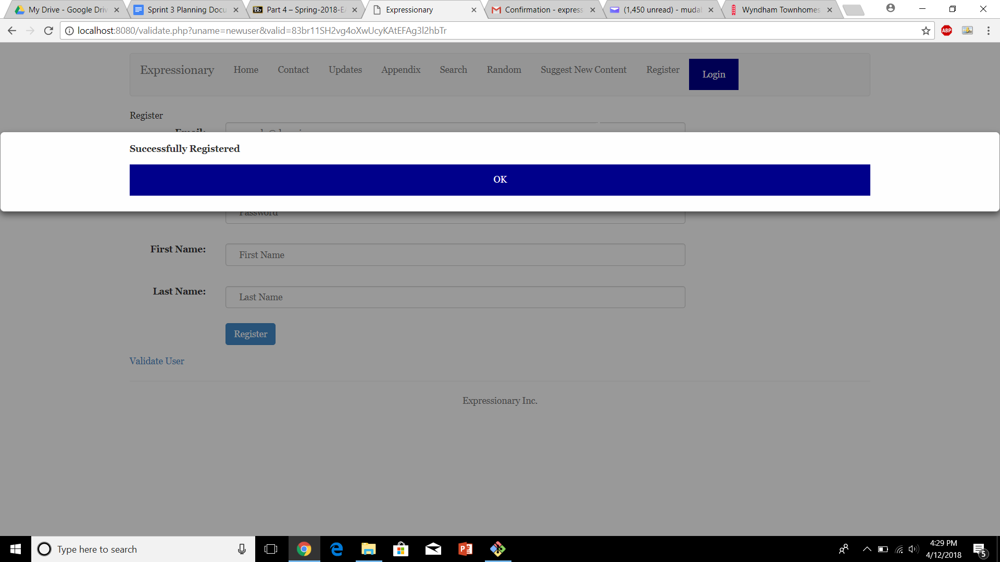 My Drive - Google Driv
Sprint 3 Planning Docu
Bb Part 4 – Spring-2018-EA
Expressionary
Confirmation - express
(1,450 unread) - mudal
Wyndham Townhomes
localhost:8080/validate.php?uname=newuser&valid=83br11SH2vg4oXwUcyKAtEFAg3l2hbTr
ABP
Expressionary Home Contact Updates Appendix Search Random Suggest New Content Register Login
Register
Successfully Registered
OK
Password
First Name: First Name
Last Name: Last Name
Register
Validate User
Expressionary Inc.
Type here to search
4:29 PM
4/12/2018
5